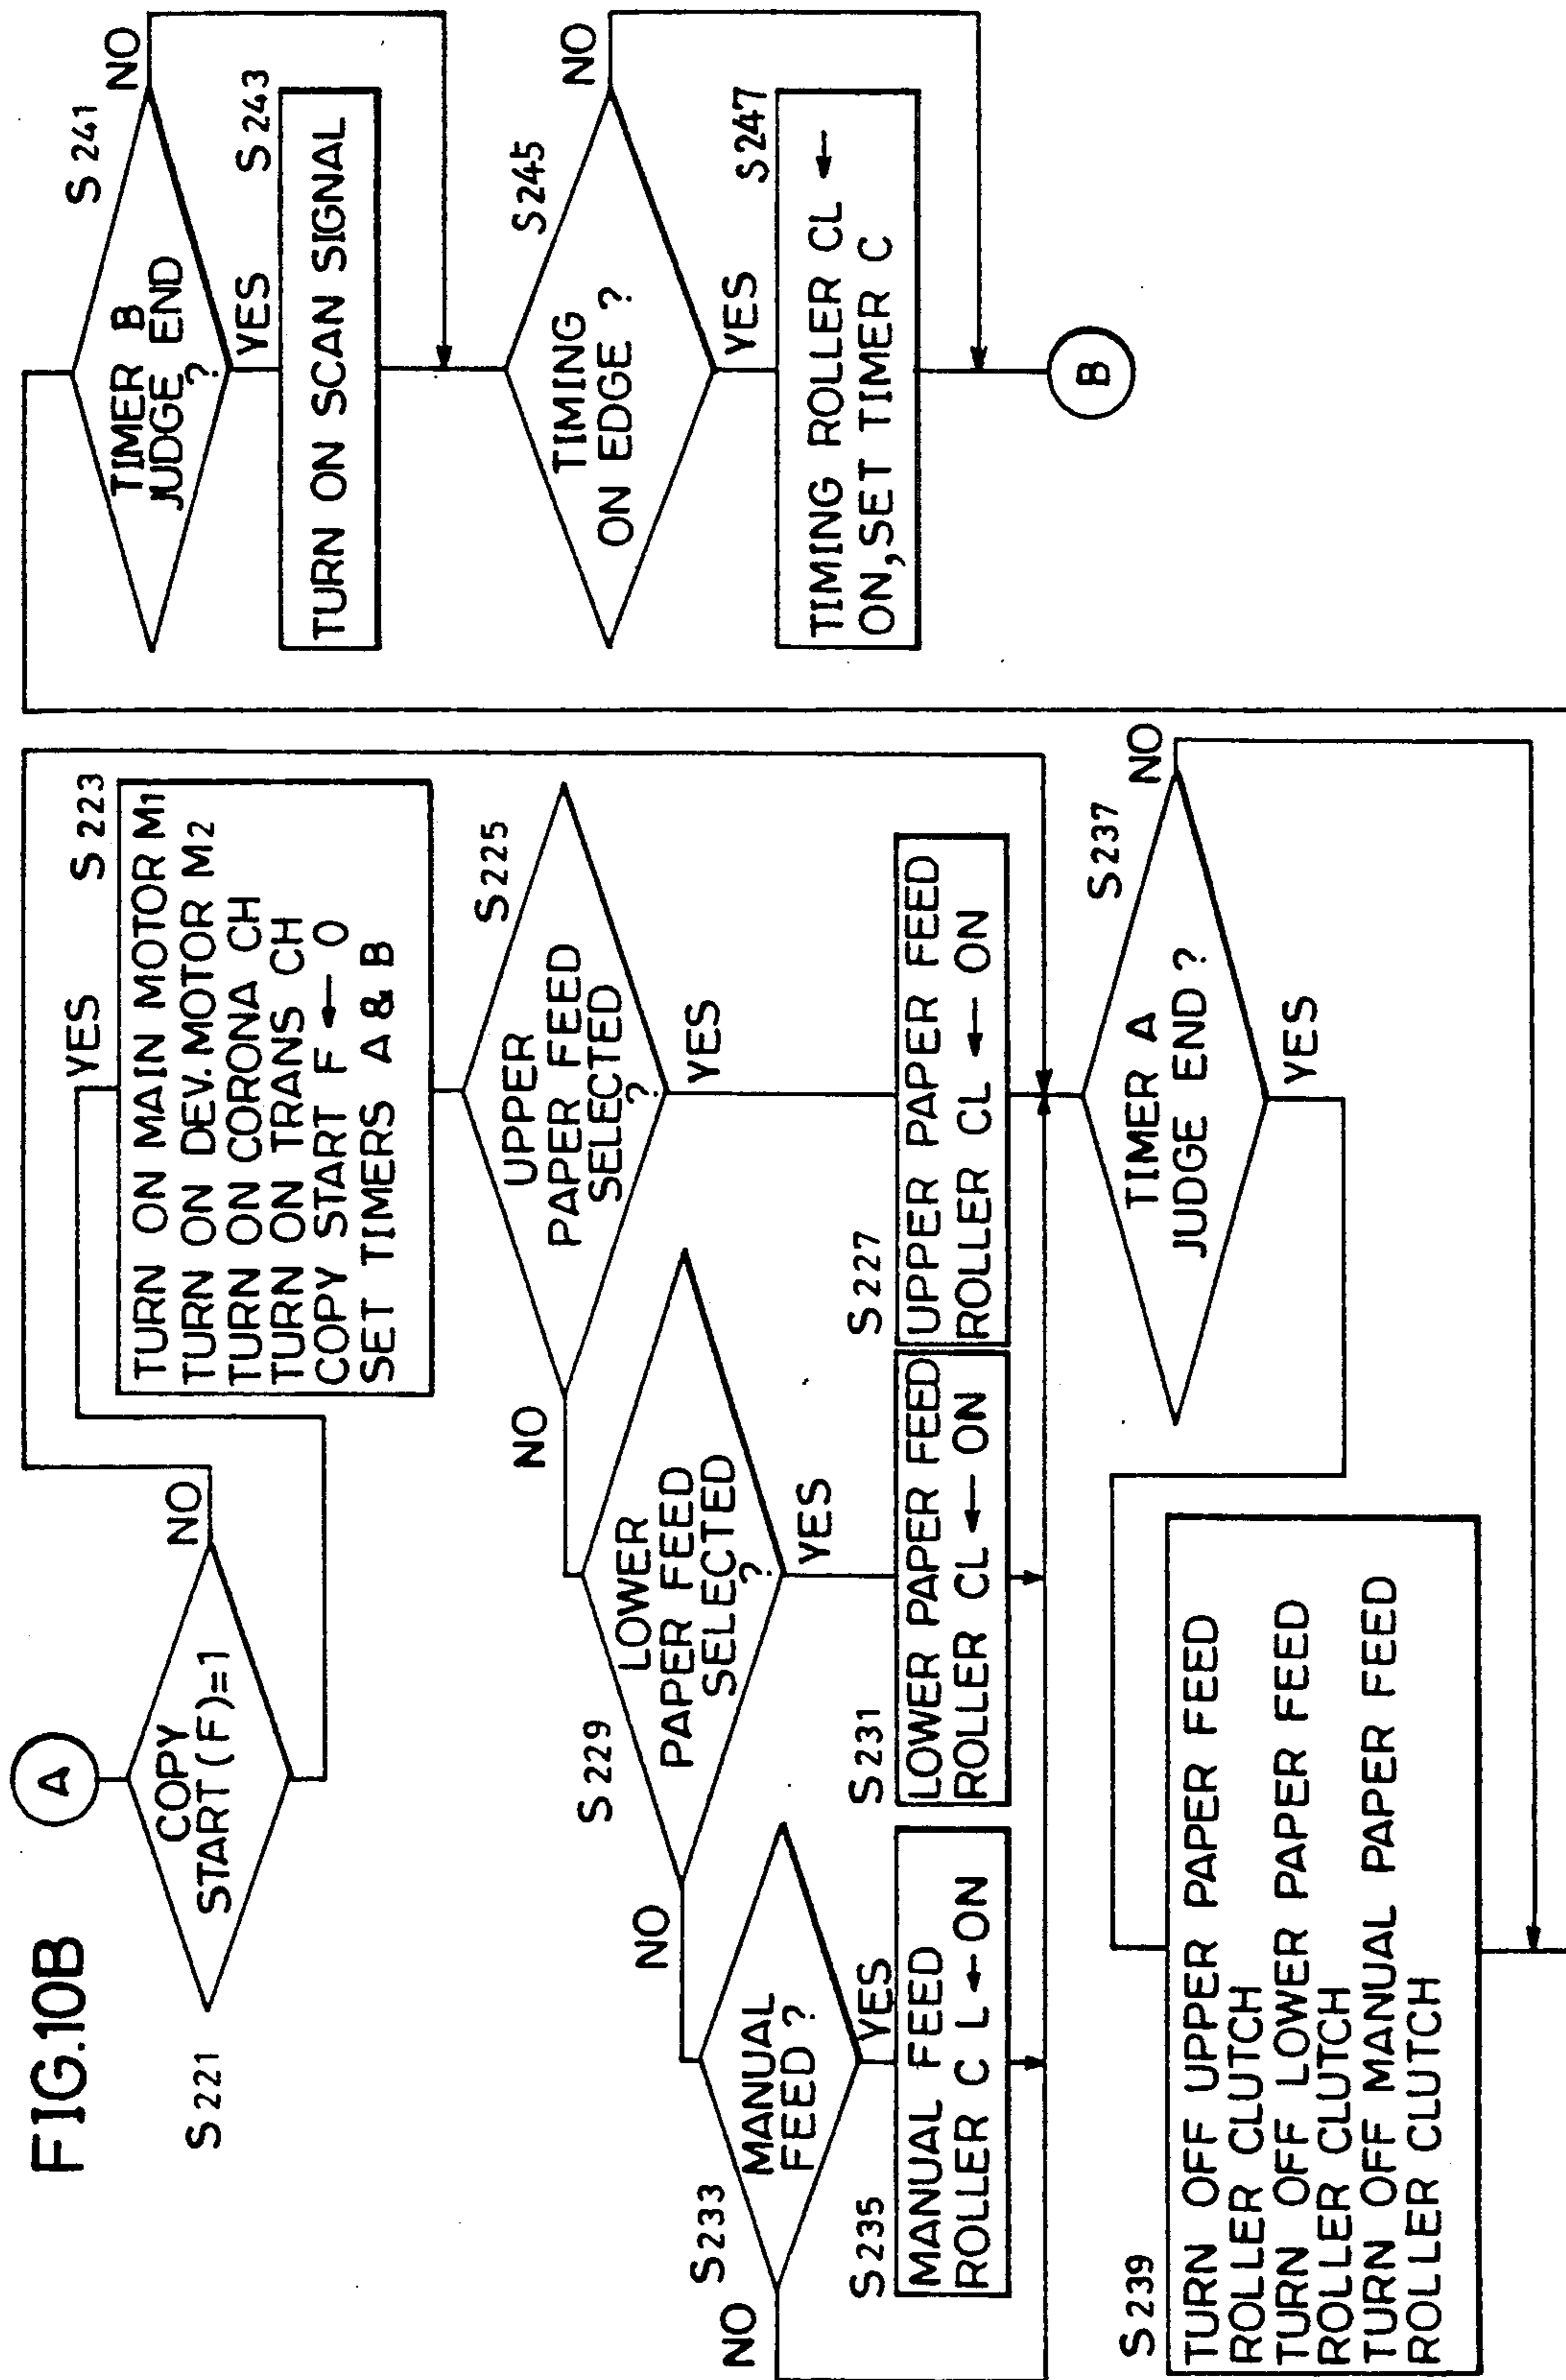 FIG.10B
A
S221
COPY
START(F)=1
NO
YES
S223
TURN ON MAIN MOTOR M1
TURN ON DEV.MOTOR M2
TURN ON CORONA CH
TURN ON TRANS CH
COPY START F ← 0
SET TIMERS A & B
S225
UPPER
PAPER FEED
SELECTED
?
NO
YES
S227
UPPER PAPER FEED
ROLLER CL ← ON
S229
LOWER
PAPER FEED
SELECTED
?
NO
YES
S231
LOWER PAPER FEED
ROLLER CL ← ON
S233
MANUAL
FEED ?
NO
YES
S235
MANUAL FEED
ROLLER C L ← ON
S237
TIMER A
JUDGE END ?
NO
YES
S239
TURN OFF UPPER PAPER FEED
ROLLER CLUTCH
TURN OFF LOWER PAPER FEED
ROLLER CLUTCH
TURN OFF MANUAL PAPER FEED
ROLLER CLUTCH
S241
TIMER B
JUDGE END
?
NO
YES
S243
TURN ON SCAN SIGNAL
S245
TIMING
ON EDGE ?
NO
YES
S247
TIMING ROLLER CL ←
ON,SET TIMER C
B